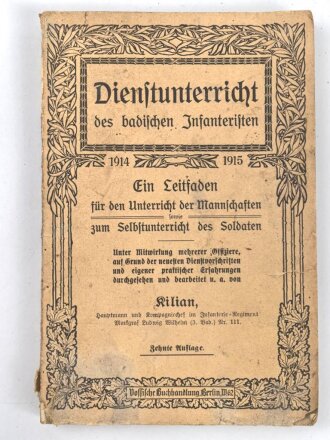 Dienstunterricht
des badischen Infanteristen
1914 1915
Ein Leitfaden
für den Unterricht der Mannschaften
sowie
zum Selbstunterricht des Soldaten
Unter Mitwirkung mehrerer Offiziere,
auf Grund der neuesten Dienstvorschriften
und eigener praktischer Erfahrungen
durchgesehen und bearbeitet u. a. von
Kilian,
Hauptmann und Kompagniechef im Infanterie-Regiment
Markgraf Ludwig Wilhelm (3. Bad.) Nr. 111.
Zehnte Auflage.
Vossische Buchhandlung Berlin W62